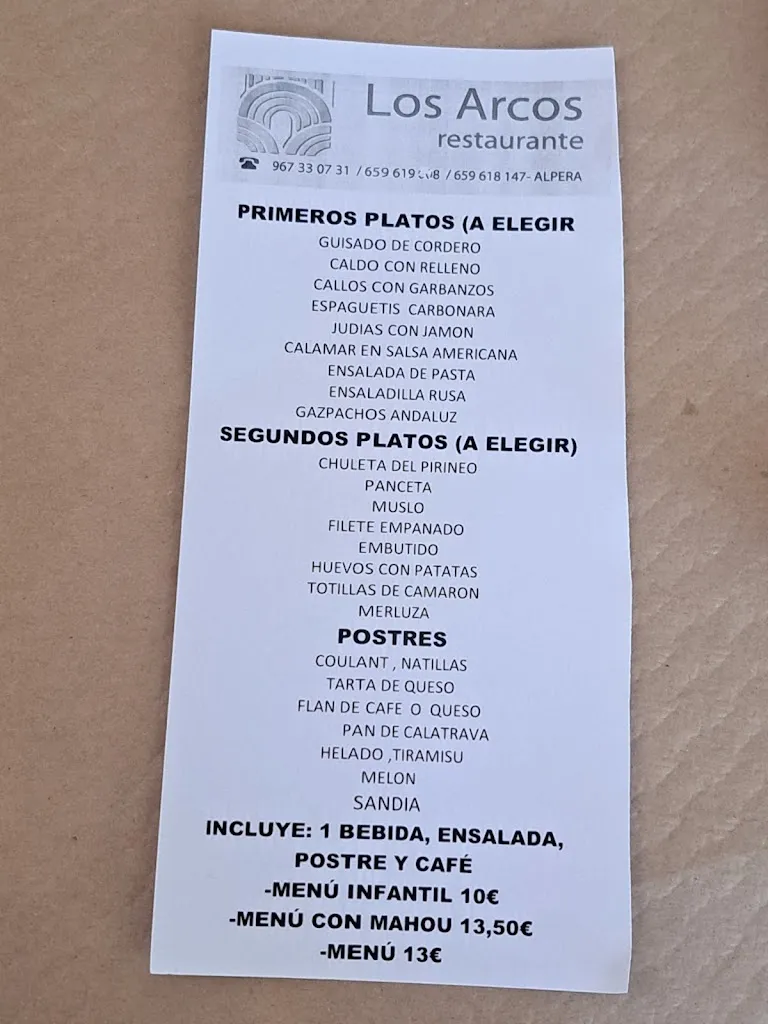 Los Arcos
restaurante
967 33 07 31 / 659 619 / 659 618 147- ALPERA
PRIMEROS PLATOS (A ELEGIR
GUISADO DE CORDERO
CALDO CON RELLENO
CALLOS CON GARBANZOS
ESPAGUETIS CARBONARA
JUDIAS CON JAMON
CALAMAR EN SALSA AMERICANA
ENSALADA DE PASTA
ENSALADILLA RUSA
GAZPACHOS ANDALUZ
SEGUNDOS PLATOS (A ELEGIR)
CHULETA DEL PIRINEO
PANCETA
MUSLO
FILETE EMPANADO
EMBUTIDO
HUEVOS CON PATATAS
TOTILLAS DE CAMARON
MERLUZA
POSTRES
COULANT , NATILLAS
TARTA DE QUESO
FLAN DE CAFE O QUESO
PAN DE CALATRAVA
HELADO ,TIRAMISU
MELON
SANDIA
INCLUYE: 1 BEBIDA, ENSALADA,
POSTRE Y CAFÉ
-MENÚ INFANTIL 10€
-MENÚ CON MAHOU 13,50€
-MENÚ 13€